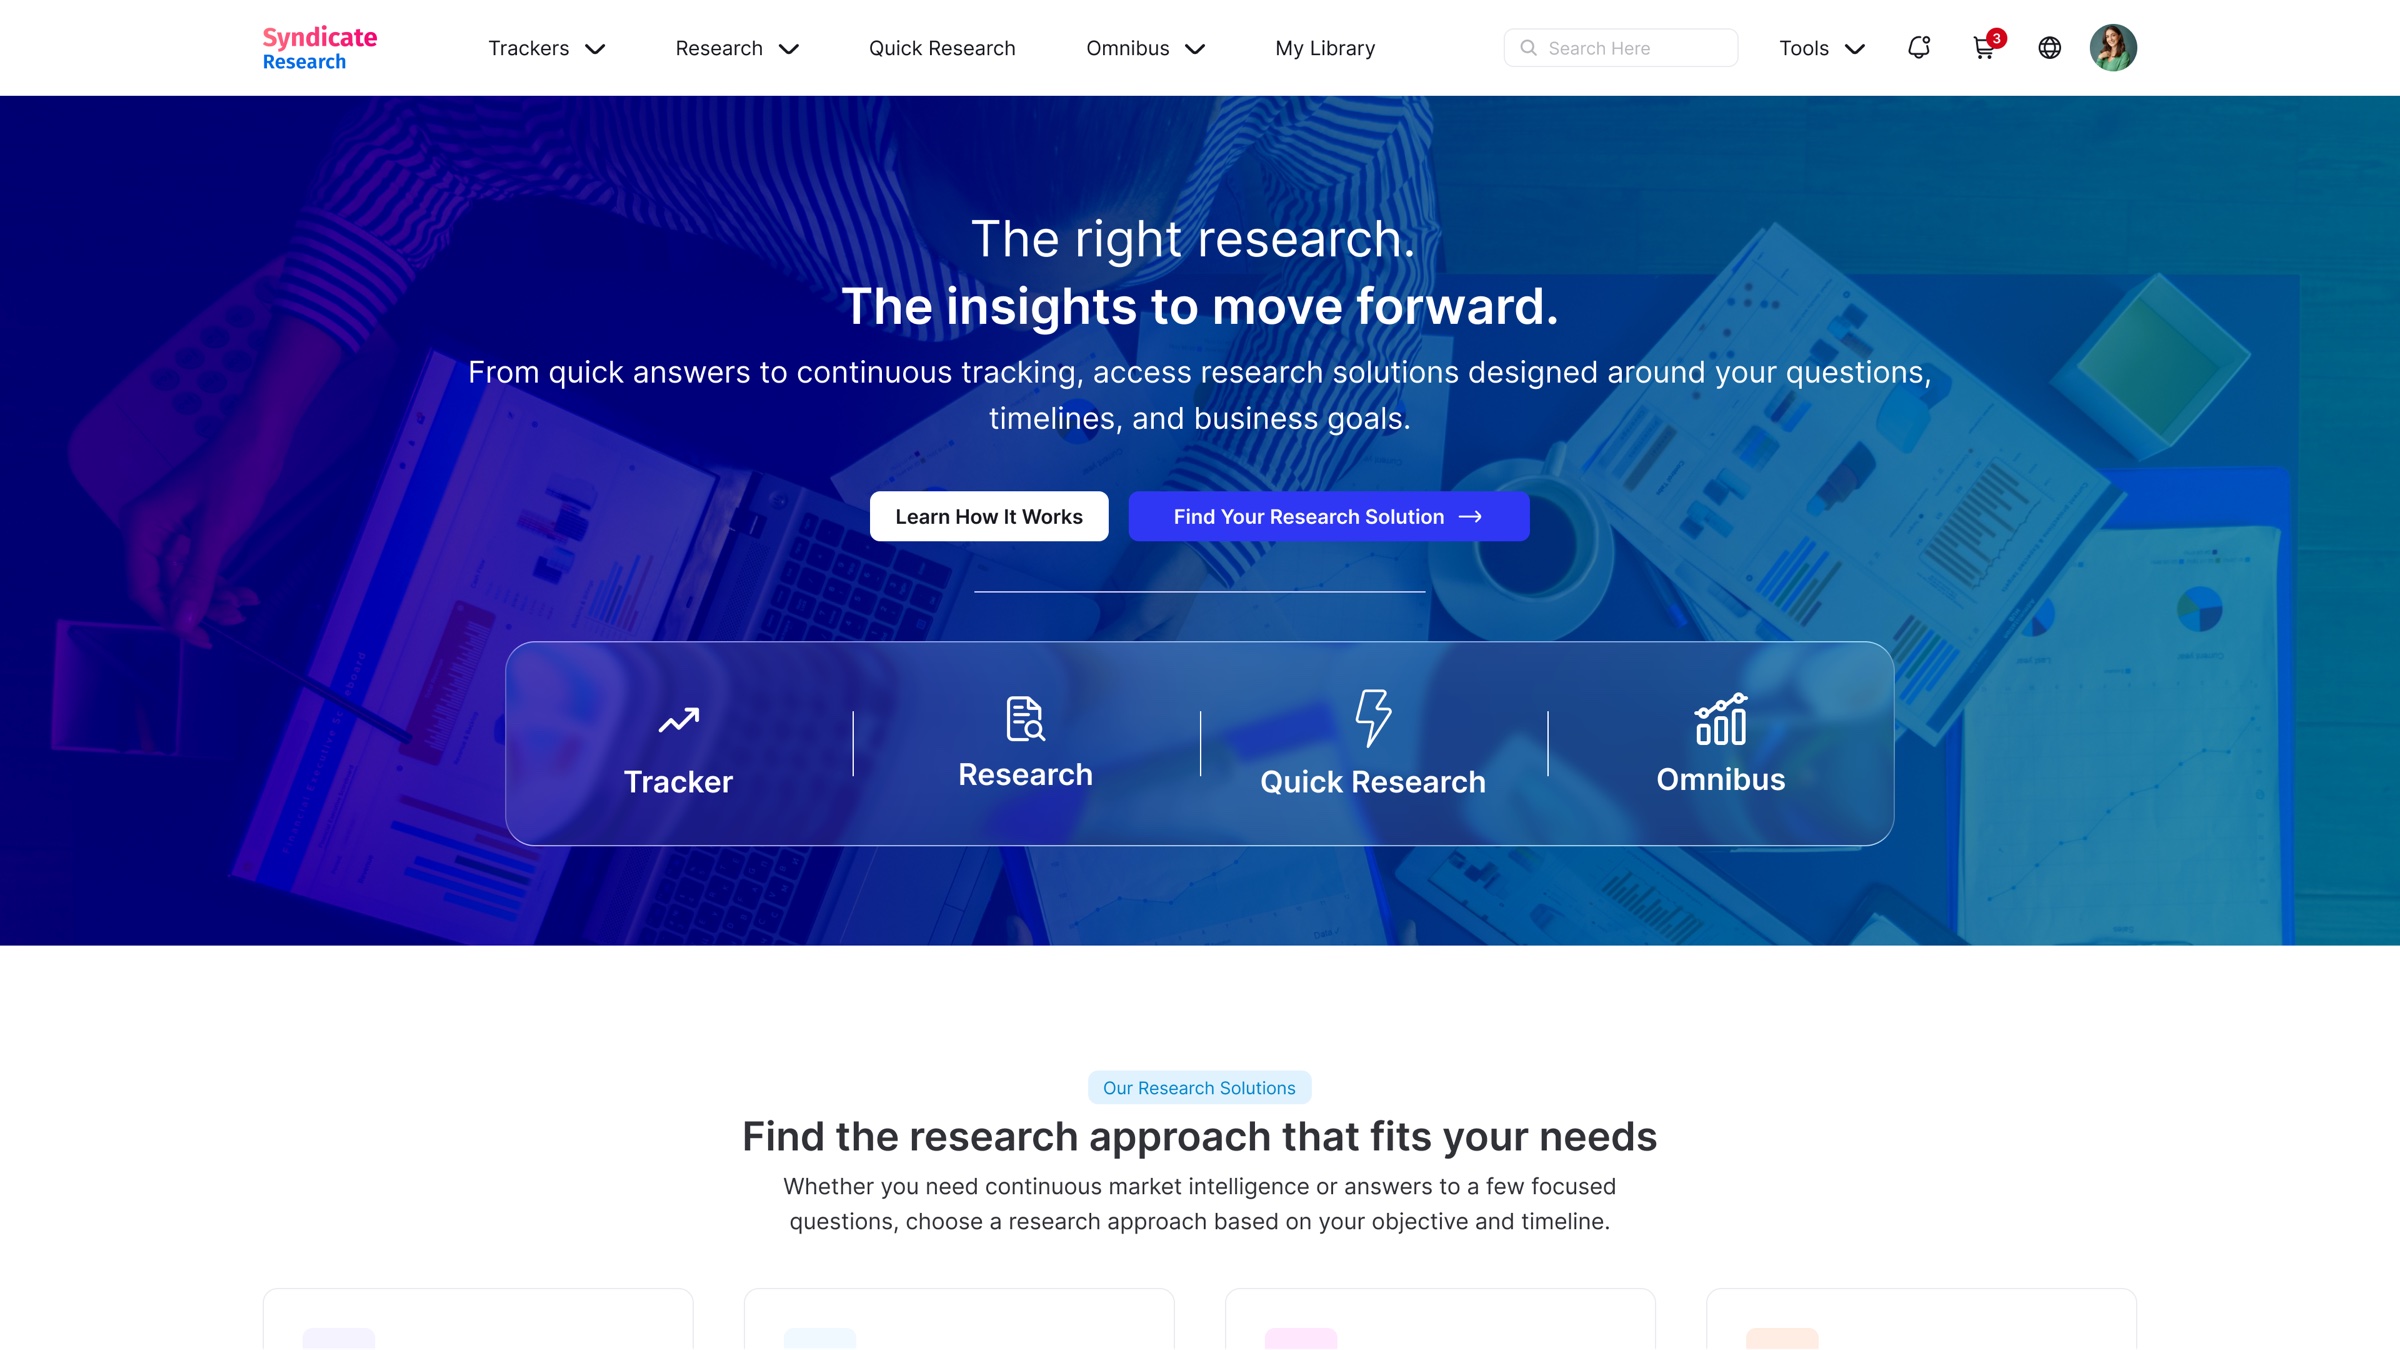 Syndicate
Research
Trackers
Research
Quick Research
Omnibus
My Library
Search Here
Tools
3
The right research.
The insights to move forward.
From quick answers to continuous tracking, access research solutions designed around your questions,
timelines, and business goals.
Learn How It Works
Find Your Research Solution
Tracker
Research
Quick Research
Omnibus
Our Research Solutions
Find the research approach that fits your needs
Whether you need continuous market intelligence or answers to a few focused
questions, choose a research approach based on your objective and timeline.